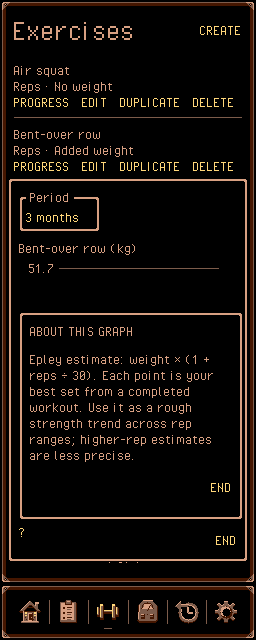 Exercises
CREATE
Air squat
Reps · No weight
PROGRESS EDIT DUPLICATE DELETE
Bent-over row
Reps · Added weight
PROGRESS EDIT DUPLICATE DELETE
Period
3 months
Bent-over row (kg)
51.7
ABOUT THIS GRAPH
Epley estimate: weight × (1 +
reps ÷ 30). Each point is your
best set from a completed
workout. Use it as a rough
strength trend across rep
ranges; higher-rep estimates
are less precise.
END
?
END